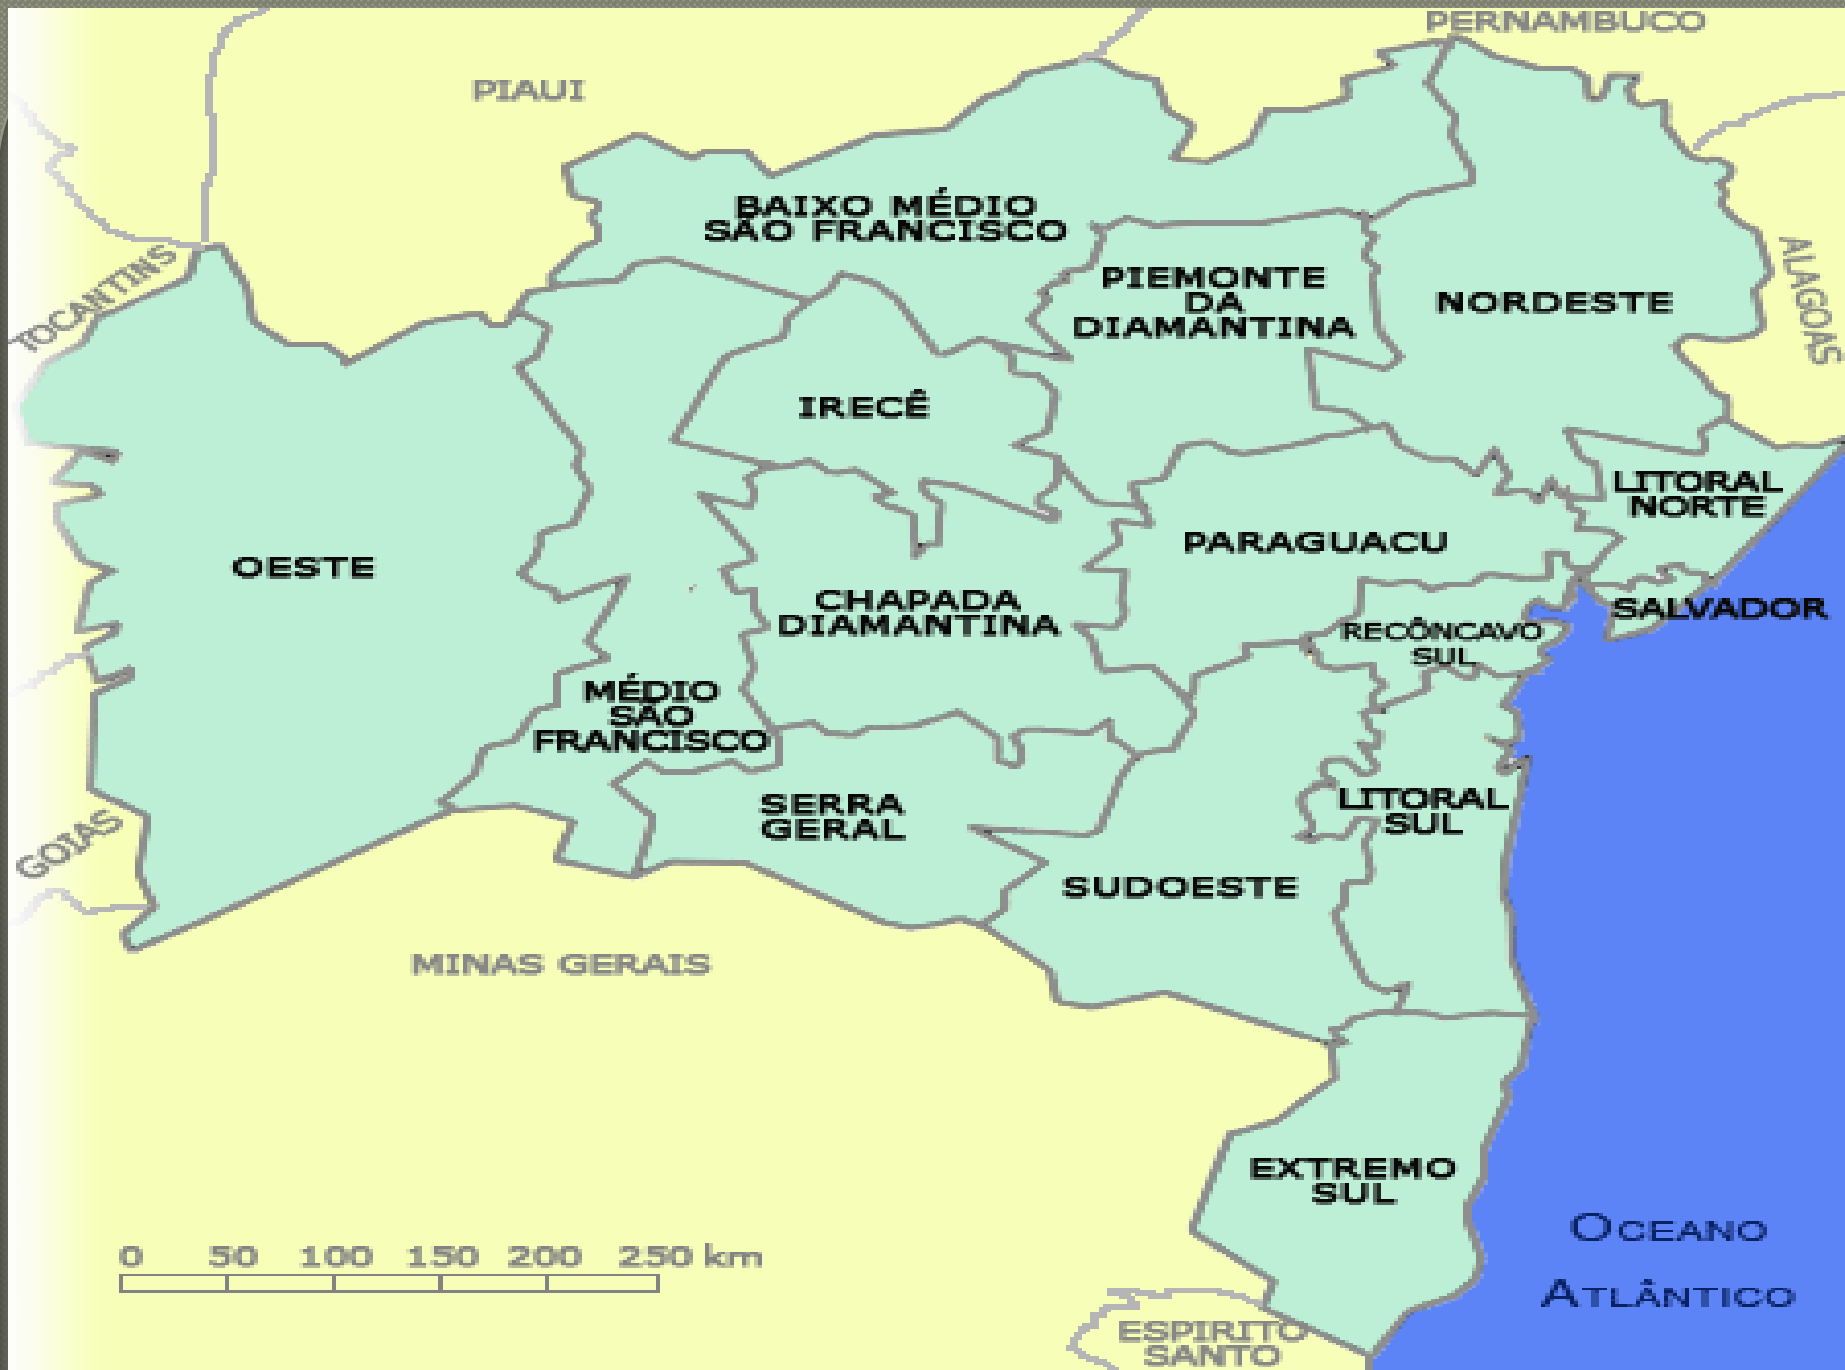 PERNAMBUCO
PIAUI
BAIXO MÉDIO
SÃO FRANCISCO
TOCANTINS
ALAGOAS
PIEMONTE
DA
DIAMANTINA
NORDESTE
IRECÊ
LITORAL
NORTE
PARAGUACU
OESTE
CHAPADA
DIAMANTINA
SALVADOR
RECÔNCAVO
SUL
MÉDIO
SÃO
FRANCISCO
SERRA
GERAL
LITORAL
SUL
GOIAS
SUDOESTE
MINAS GERAIS
EXTREMO
SUL
OCEANO
ATLÂNTICO
0 50 100 150 200 250 km
ESPIRITO
SANTO